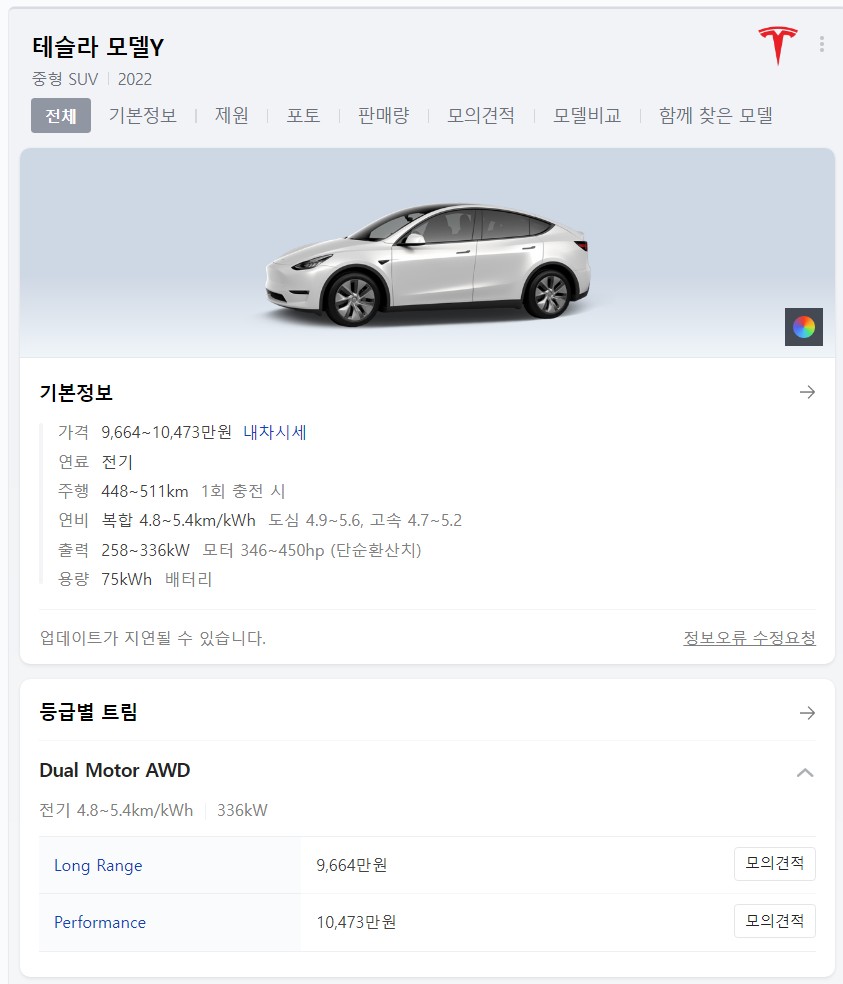 테슬라 모델Y
중형 SUV | 2022
전체 기본정보 | 제원 | 포토 | 판매량 | 모의견적 | 모델비교 | 함께 찾은 모델
기본정보
가격 9,664~10,473만원 내차시세
연료 전기
주행 448~511km 1회 충전 시
연비 복합 4.8~5.4km/kWh 도심 4.9~5.6, 고속 4.7~5.2
출력 258~336kW 모터 346~450hp (단순환산치)
용량 75kWh 배터리
업데이트가 지연될 수 있습니다. 정보오류 수정요청
등급별 트림
Dual Motor AWD
전기 4.8~5.4km/kWh | 336kW
Long Range 9,664만원 모의견적
Performance 10,473만원 모의견적